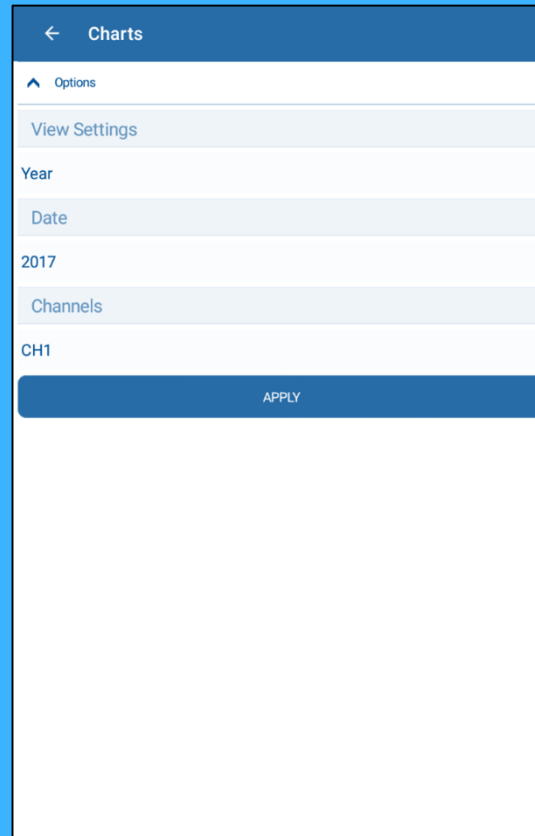 Charts
Options
View Settings
Year
Date
2017
Channels
CH1
APPLY